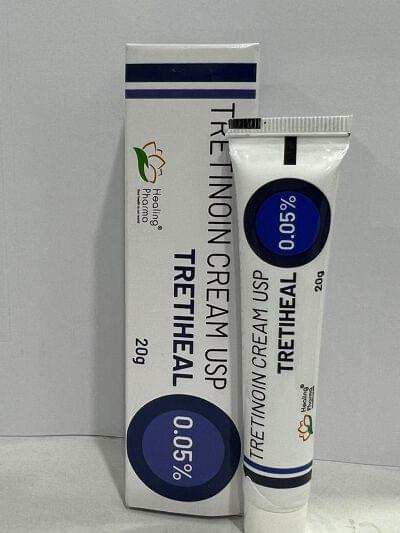 TRETINOIN CREAM USP
TRETIHEAL
20g
0.05%
Healing®
Pharma
TRETINOIN CREAM USP
TRETIHEAL
20g
0.05%
Healing®
Pharma